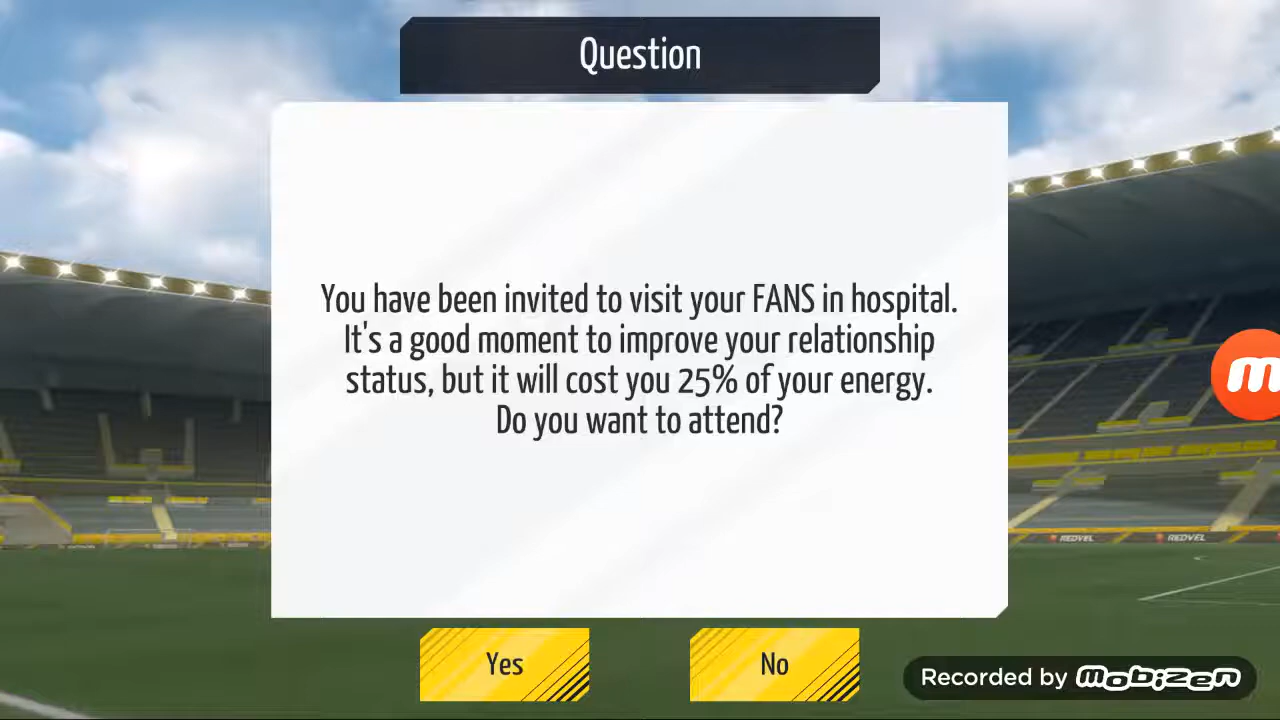 Question
You have been invited to visit your FANS in hospital.
It's a good moment to improve your relationship
status, but it will cost you 25% of your energy.
Do you want to attend?
REDVEL
REDVEL
Yes
No
Recorded by mobizen